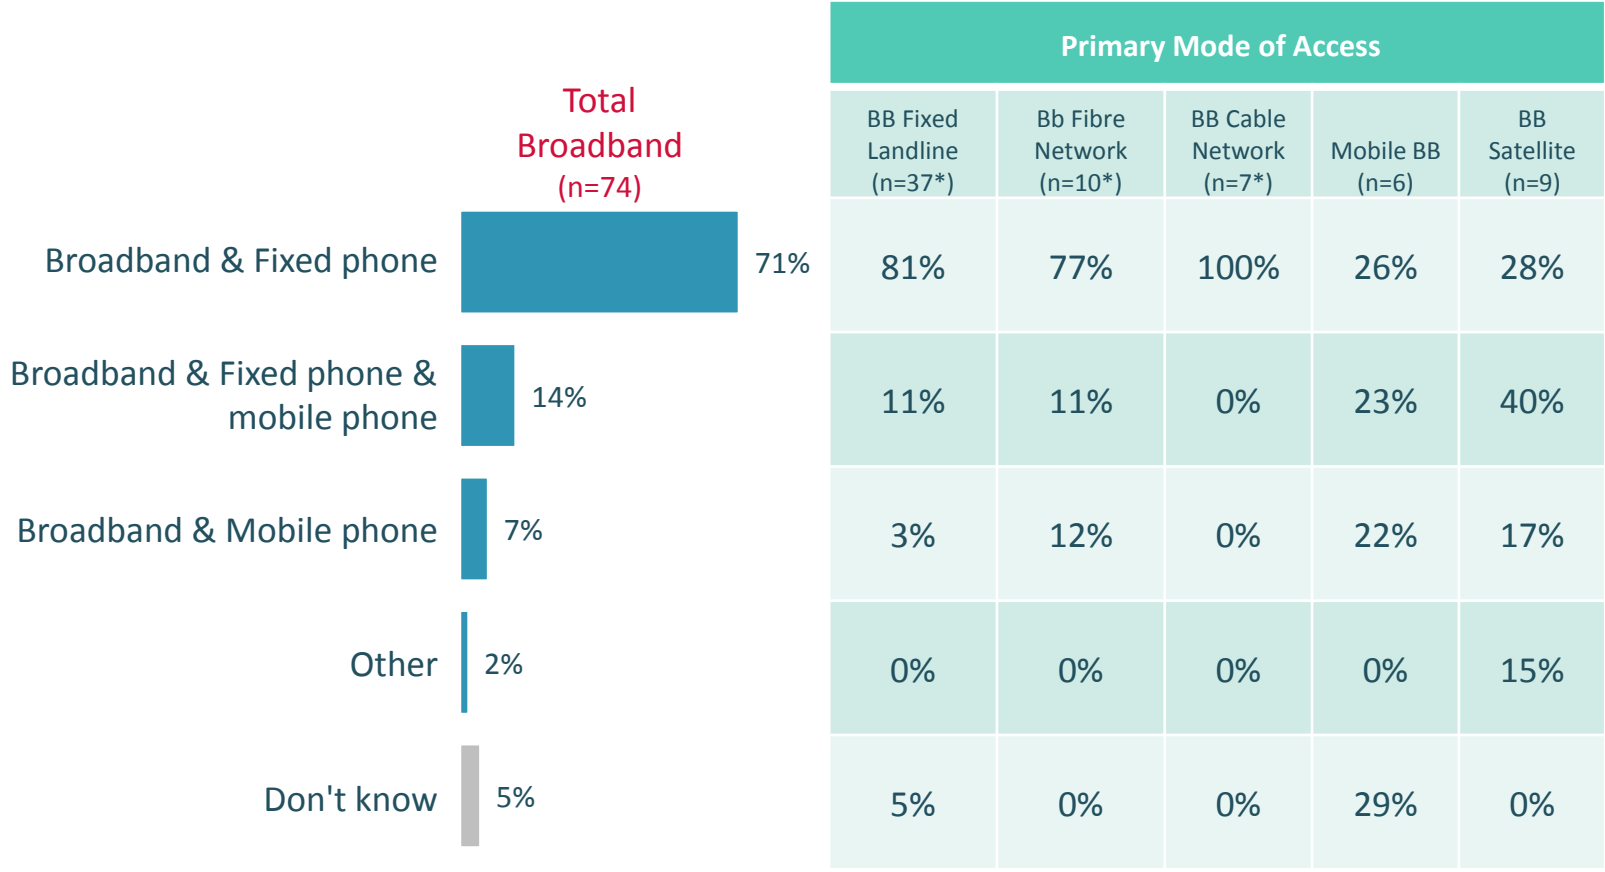 Primary Mode of Access
Total
Broadband
(n=74)
BB Fixed
Landline
(n=37*)
Bb Fibre
Network
(n=10*)
BB Cable
Network
(n=7*)
Mobile BB
(n=6)
BB
Satellite
(n=9)
Broadband & Fixed phone 71% 81% 77% 100% 26% 28%
Broadband & Fixed phone &
mobile phone 14% 11% 11% 0% 23% 40%
Broadband & Mobile phone 7% 3% 12% 0% 22% 17%
Other 2% 0% 0% 0% 0% 15%
Don't know 5% 5% 0% 0% 29% 0%